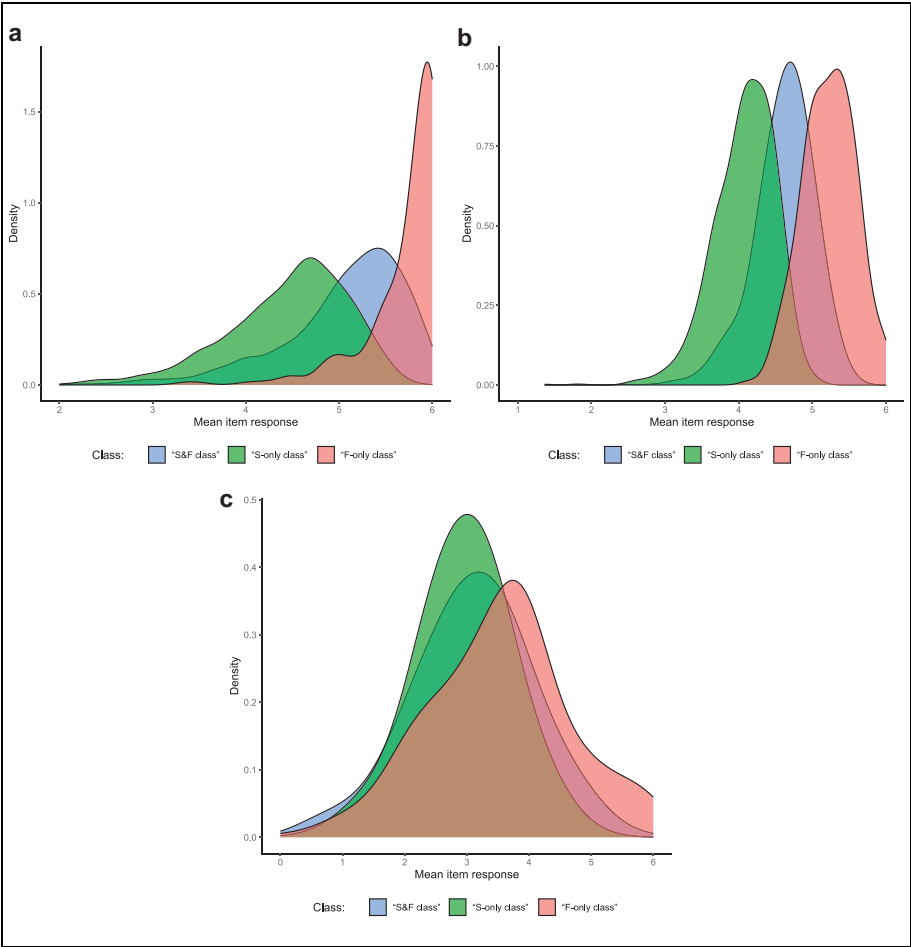 a
1.5
1.0
0.5
0.0
Density
2 3 4 5 6
Mean item response
Class: "S&F class" "S-only class" "F-only class"
b
1.00
0.75
0.50
0.25
0.00
Density
1 2 3 4 5 6
Mean item response
Class: "S&F class" "S-only class" "F-only class"
c
0.5
0.4
0.3
0.2
0.1
0.0
Density
0 1 2 3 4 5 6
Mean item response
Class: "S&F class" "S-only class" "F-only class"